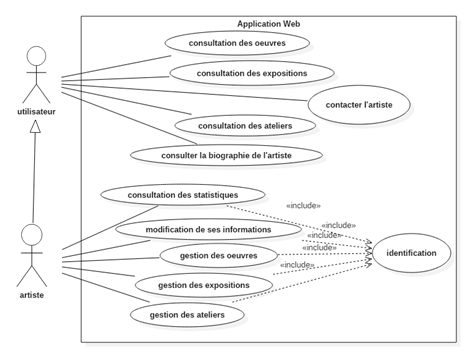 Application Web
consultation des oeuvres
consultation des expositions
contacter l'artiste
utilisateur
consultation des ateliers
consulter la biographie de l'artiste
consultation des statistiques
«include»
modification de ses informations
«include»
«include»
gestion des oeuvres
«include»
identification
«include»
gestion des expositions
artiste
gestion des ateliers